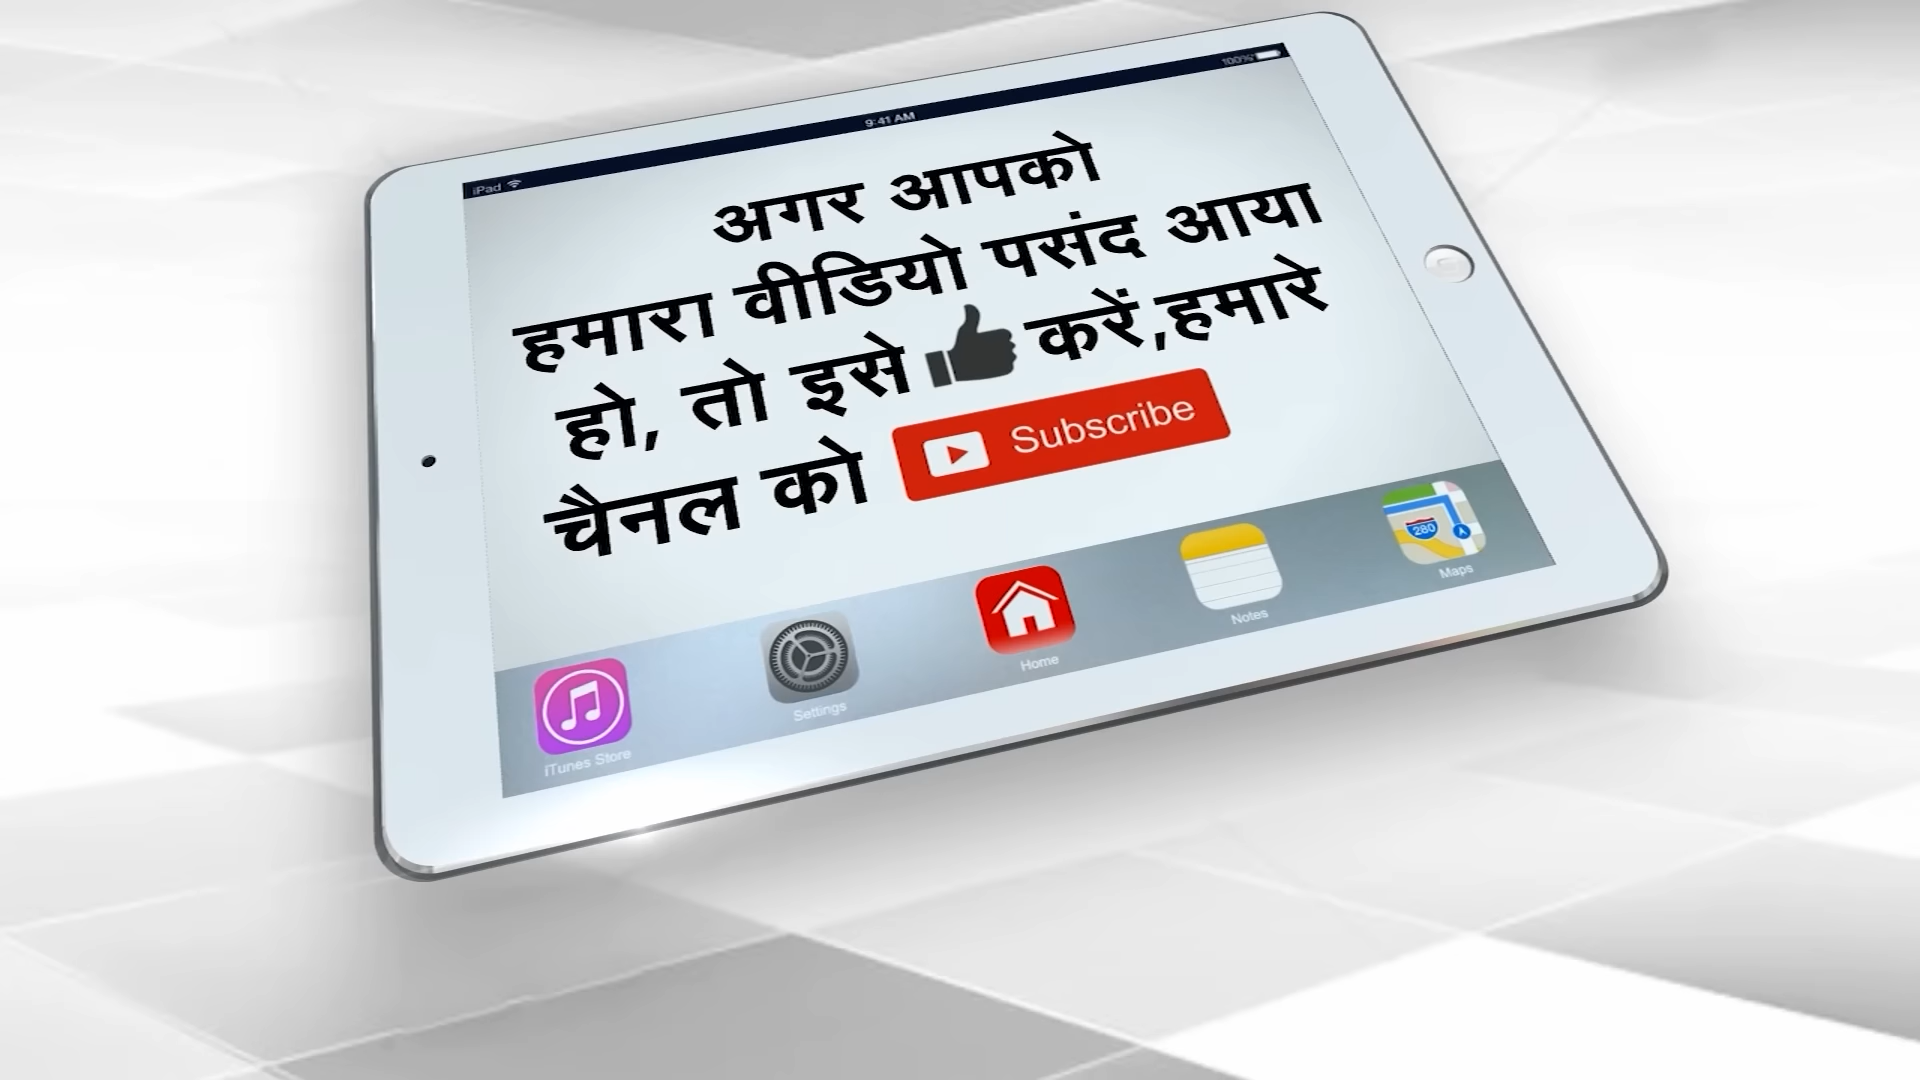 iPad 9:41 AM 100%
अगर आपको
हमारा वीडियो पसंद आया
हो, तो इसे करें,हमारे
चैनल को Subscribe
iTunes Store Settings Home Notes Maps
280